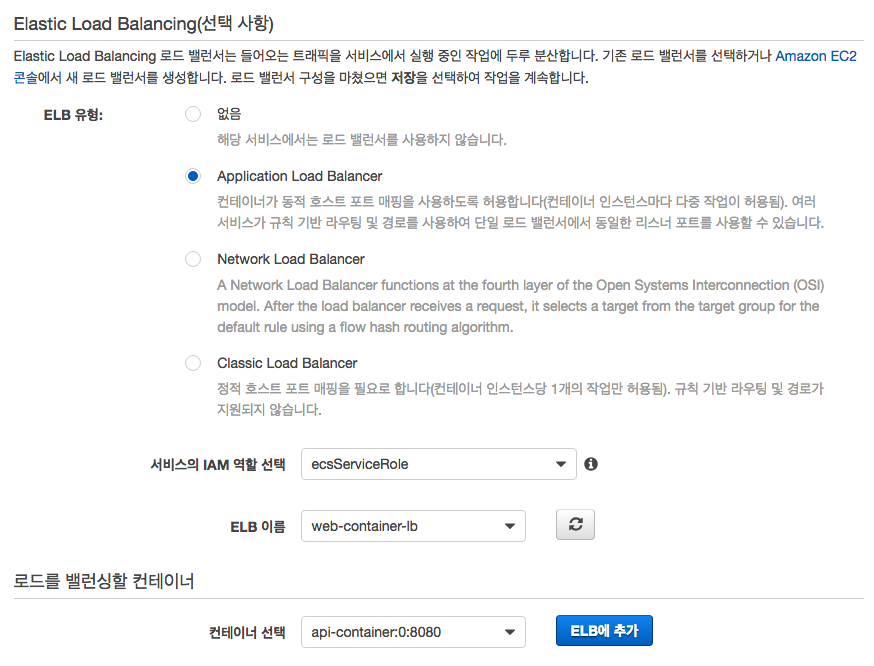 Elastic Load Balancing(선택 사항)
Elastic Load Balancing 로드 밸런서는 들어오는 트래픽을 서비스에서 실행 중인 작업에 두루 분산합니다. 기존 로드 밸런서를 선택하거나 Amazon EC2
콘솔에서 새 로드 밸런서를 생성합니다. 로드 밸런서 구성을 마쳤으면 저장을 선택하여 작업을 계속합니다.
ELB 유형: 없음
해당 서비스에서는 로드 밸런서를 사용하지 않습니다.
Application Load Balancer
컨테이너가 동적 호스트 포트 매핑을 사용하도록 허용합니다(컨테이너 인스턴스마다 다중 작업이 허용됨). 여러
서비스가 규칙 기반 라우팅 및 경로를 사용하여 단일 로드 밸런서에서 동일한 리스너 포트를 사용할 수 있습니다.
Network Load Balancer
A Network Load Balancer functions at the fourth layer of the Open Systems Interconnection (OSI)
model. After the load balancer receives a request, it selects a target from the target group for the
default rule using a flow hash routing algorithm.
Classic Load Balancer
정적 호스트 포트 매핑을 필요로 합니다(컨테이너 인스턴스당 1개의 작업만 허용됨). 규칙 기반 라우팅 및 경로가
지원되지 않습니다.
서비스의 IAM 역할 선택 ecsServiceRole
ELB 이름 web-container-lb
로드를 밸런싱할 컨테이너
컨테이너 선택 api-container:0:8080 ELB에 추가